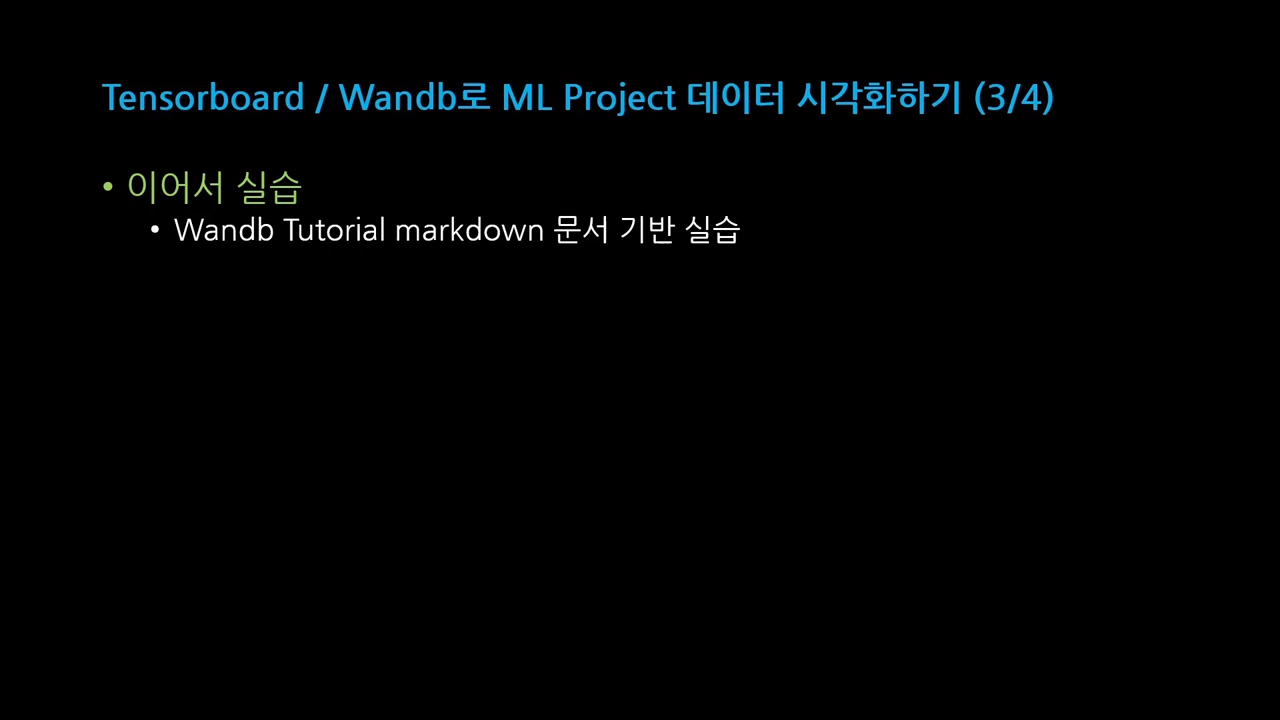 Tensorboard / Wandb로 ML Project 데이터 시각화하기 (3/4)
• 이어서 실습
• Wandb Tutorial markdown 문서 기반 실습